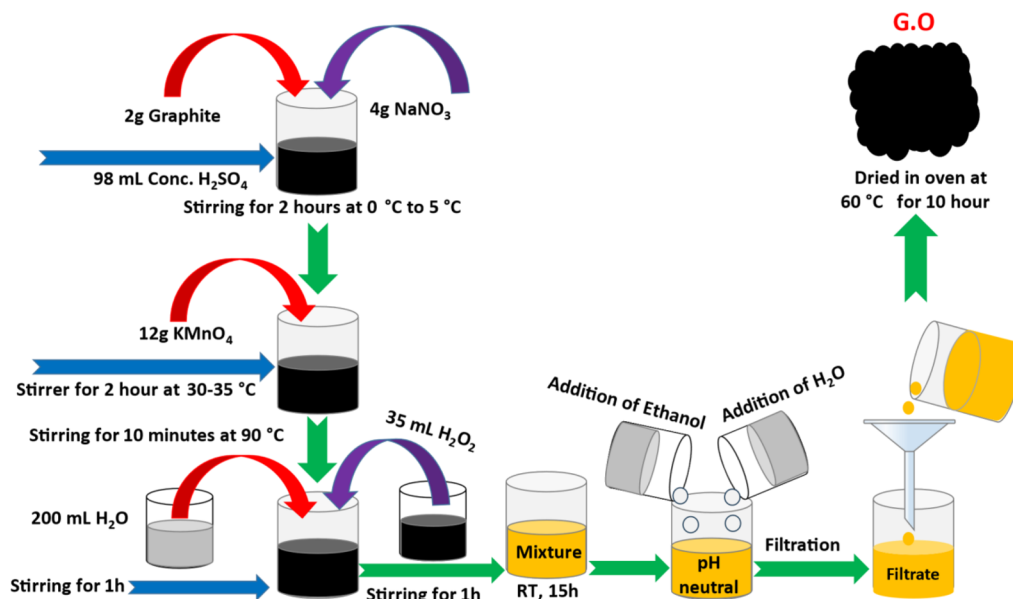 2g Graphite
4g NaNO₃
98 mL Conc. H₂SO₄
Stirring for 2 hours at 0 °C to 5 °C
12g KMnO₄
Stirrer for 2 hour at 30-35 °C
Stirring for 10 minutes at 90 °C
35 mL H₂O₂
200 mL H₂O
Stirring for 1h
Stirring for 1h
Mixture
RT, 15h
Addition of Ethanol
Addition of H₂O
pH
neutral
Filtration
Filtrate
G.O
Dried in oven at
60 °C for 10 hour